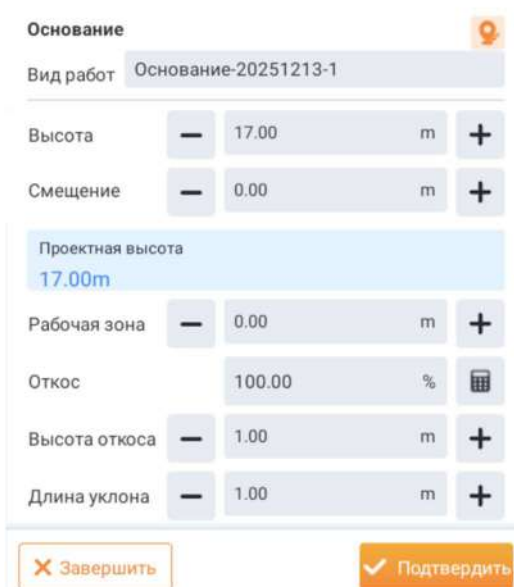 Основание
Вид работ Основание-20251213-1
Высота 17.00 m
Смещение 0.00 m
Проектная высота
17.00m
Рабочая зона 0.00 m
Откос 100.00 %
Высота откоса 1.00 m
Длина уклона 1.00 m
Завершить Подтвердить